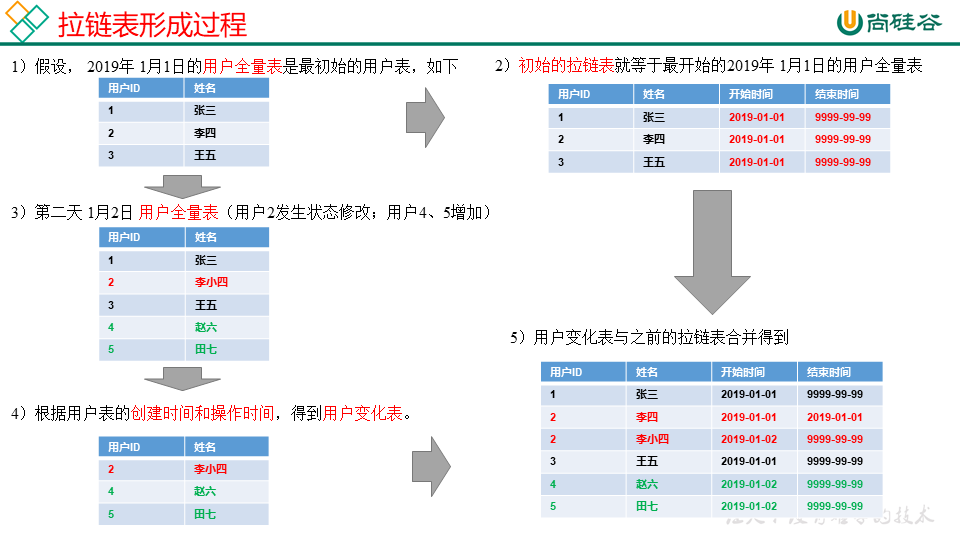 拉链表形成过程
尚硅谷
1）假设， 2019年 1月1日的用户全量表是最初始的用户表，如下
用户ID 姓名
1 张三
2 李四
3 王五
2）初始的拉链表就等于最开始的2019年 1月1日的用户全量表
用户ID 姓名 开始时间 结束时间
1 张三 2019-01-01 9999-99-99
2 李四 2019-01-01 9999-99-99
3 王五 2019-01-01 9999-99-99
3）第二天 1月2日 用户全量表（用户2发生状态修改；用户4、5增加）
用户ID 姓名
1 张三
2 李小四
3 王五
4 赵六
5 田七
4）根据用户表的创建时间和操作时间，得到用户变化表。
用户ID 姓名
2 李小四
4 赵六
5 田七
5）用户变化表与之前的拉链表合并得到
用户ID 姓名 开始时间 结束时间
1 张三 2019-01-01 9999-99-99
2 李四 2019-01-01 2019-01-01
2 李小四 2019-01-02 9999-99-99
3 王五 2019-01-01 9999-99-99
4 赵六 2019-01-02 9999-99-99
5 田七 2019-01-02 9999-99-99
的技术